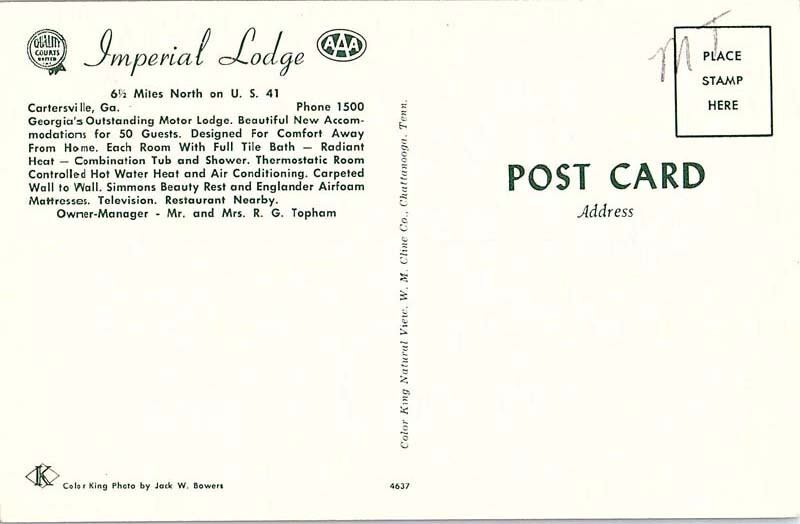 QUALITY
COURTS
UNITED
Imperial Lodge
AAA
6½ Miles North on U. S. 41
Cartersville, Ga. Phone 1500
Georgia's Outstanding Motor Lodge. Beautiful New Accom-
modations for 50 Guests. Designed For Comfort Away
From Home. Each Room With Full Tile Bath — Radiant
Heat — Combination Tub and Shower. Thermostatic Room
Controlled Hot Water Heat and Air Conditioning. Carpeted
Wall to Wall. Simmons Beauty Rest and Englander Airfoam
Mattresses. Television. Restaurant Nearby.
Owner-Manager - Mr. and Mrs. R. G. Topham
K
Color King Photo by Jack W. Bowers
4637
Color King Natural View, W. M. Cline Co., Chattanooga, Tenn.
MT
PLACE
STAMP
HERE
POST CARD
Address